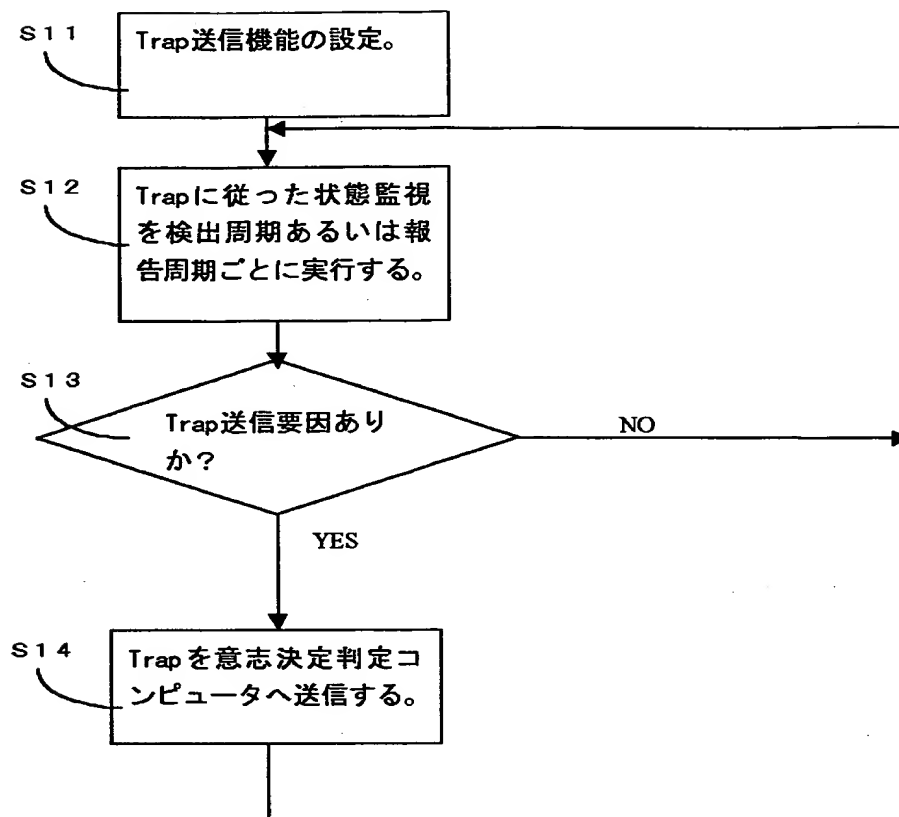 S11
Trap送信機能の設定。
S12
Trapに従った状態監視
を検出周期あるいは報
告周期ごとに実行する。
S13
Trap送信要因あり
か？
NO
YES
S14
Trapを意志決定判定コ
ンピュータへ送信する。